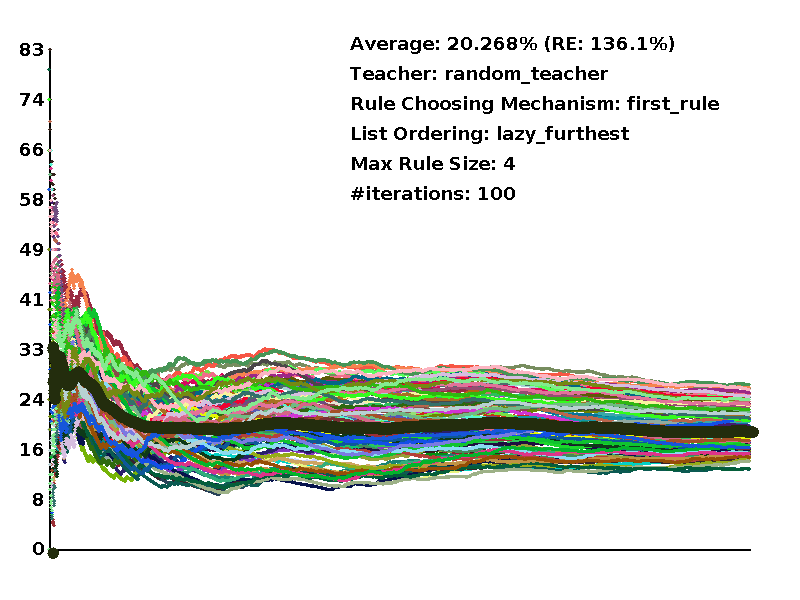 Average: 20.268% (RE: 136.1%)
Teacher: random_teacher
Rule Choosing Mechanism: first_rule
List Ordering: lazy_furthest
Max Rule Size: 4
#iterations: 100
83
74
66
58
49
41
33
24
16
8
0